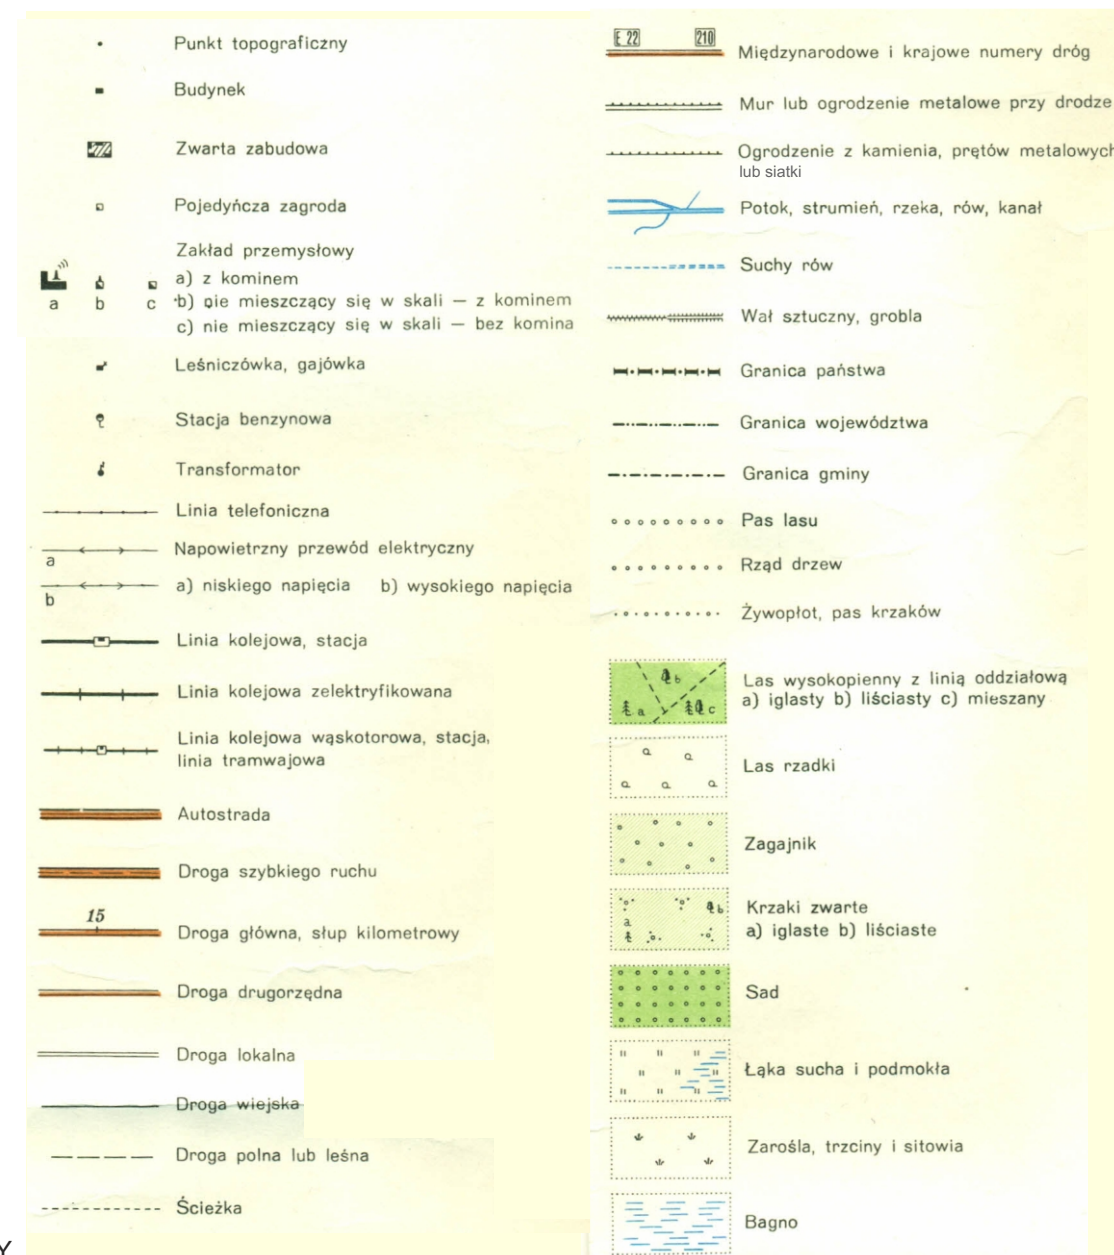 Punkt topograficzny
Budynek
Zwarta zabudowa
Pojedyńcza zagroda
Zakład przemysłowy
a) z kominem
a b c b) nie mieszczący się w skali — z kominem
c) nie mieszczący się w skali — bez komina
Leśniczówka, gajówka
Stacja benzynowa
Transformator
Linia telefoniczna
Napowietrzny przewód elektryczny
a
a) niskiego napięcia b) wysokiego napięcia
b
Linia kolejowa, stacja
Linia kolejowa zelektryfikowana
Linia kolejowa wąskotorowa, stacja,
linia tramwajowa
Autostrada
Droga szybkiego ruchu
15
Droga główna, słup kilometrowy
Droga drugorzędna
Droga lokalna
Droga wiejska
Droga polna lub leśna
Ścieżka
Y
E 22 210
Międzynarodowe i krajowe numery dróg
Mur lub ogrodzenie metalowe przy drodze
Ogrodzenie z kamienia, prętów metalowych
lub siatki
Potok, strumień, rzeka, rów, kanał
Suchy rów
Wał sztuczny, grobla
Granica państwa
Granica województwa
Granica gminy
Pas lasu
Rząd drzew
Żywopłot, pas krzaków
b
Las wysokopienny z linią oddziałową
a c a) iglasty b) liściasty c) mieszany
Las rzadki
Zagajnik
b Krzaki zwarte
a a) iglaste b) liściaste
Sad
Łąka sucha i podmokła
Zarośla, trzciny i sitowia
Bagno